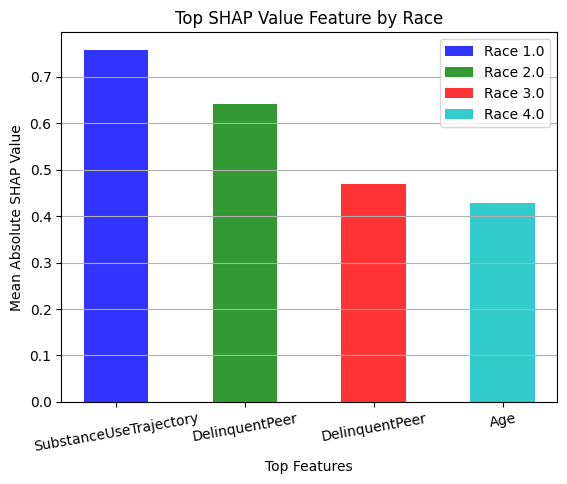 Top SHAP Value Feature by Race
Race 1.0
Race 2.0
Race 3.0
Race 4.0
Mean Absolute SHAP Value
0.7
0.6
0.5
0.4
0.3
0.2
0.1
0.0
SubstanceUseTrajectory
DelinquentPeer
DelinquentPeer
Age
Top Features